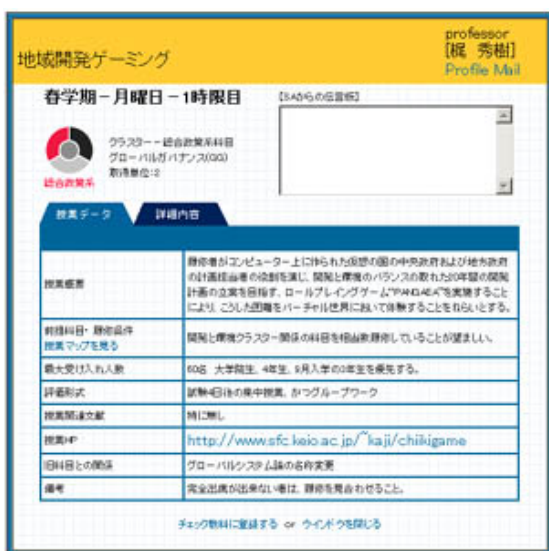 professor
地域開発ゲーミング
[梶 秀樹]
Profile Mail
春学期－月曜日－1時限目
[SAからの伝言板]
クラスター－総合政策系科目
グローバルガバナンス(GG)
取得単位:2
総合政策系
授業データ
詳細内容
授業概要
履修者がコンピューター上に作られた仮想の国の中央政府および地方政府
の計画担当者の役割を演じ、開発と環境のバランスの取れた20年間の開発
計画の立案を目指す、ロールプレイングゲーム"PANGAEA"を実施すること
により、こうした困難をバーチャル世界において体験することをねらいとする。
前提科目・履修条件
授業マップを見る
開発と環境クラスター関係の科目を相当数履修していることが望ましい。
最大受け入れ人数
60名 大学院生、4年生、9月入学の3年生を優先する。
評価形式
試験4日後の集中授業、かつグループワーク
授業関連文献
特に無し
授業HP
http://www.sfc.keio.ac.jp/~kaji/chiikigame
旧科目との関係
グローバルシステム論の名称変更
備考
完全出席が出来ない者は、履修を見合わせること。
チェック教科に登録する or ウインドウを閉じる